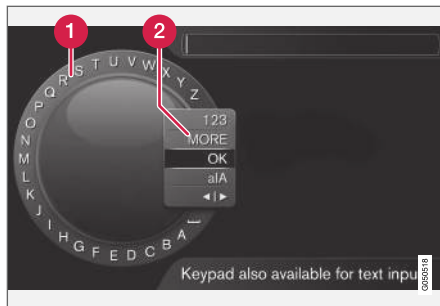 1
2
A B C D E F G H I J K L M N O P Q R S T U V W X Y Z
123
MORE
OK
a|A
◄|►
Keypad also available for text inpu
G050518